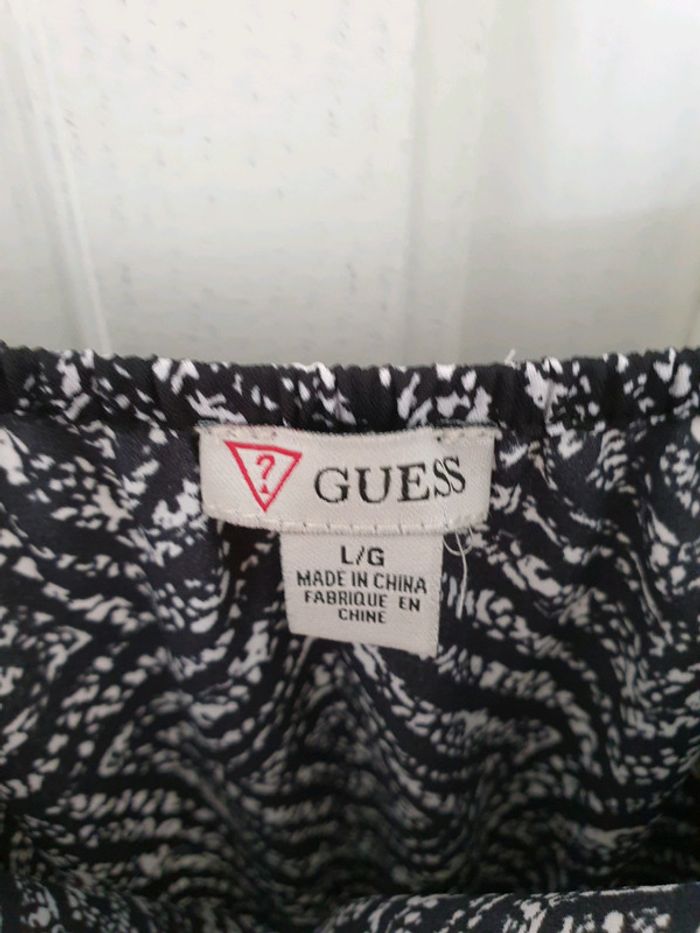 ? GUESS
L/G
MADE IN CHINA
FABRIQUE EN
CHINE